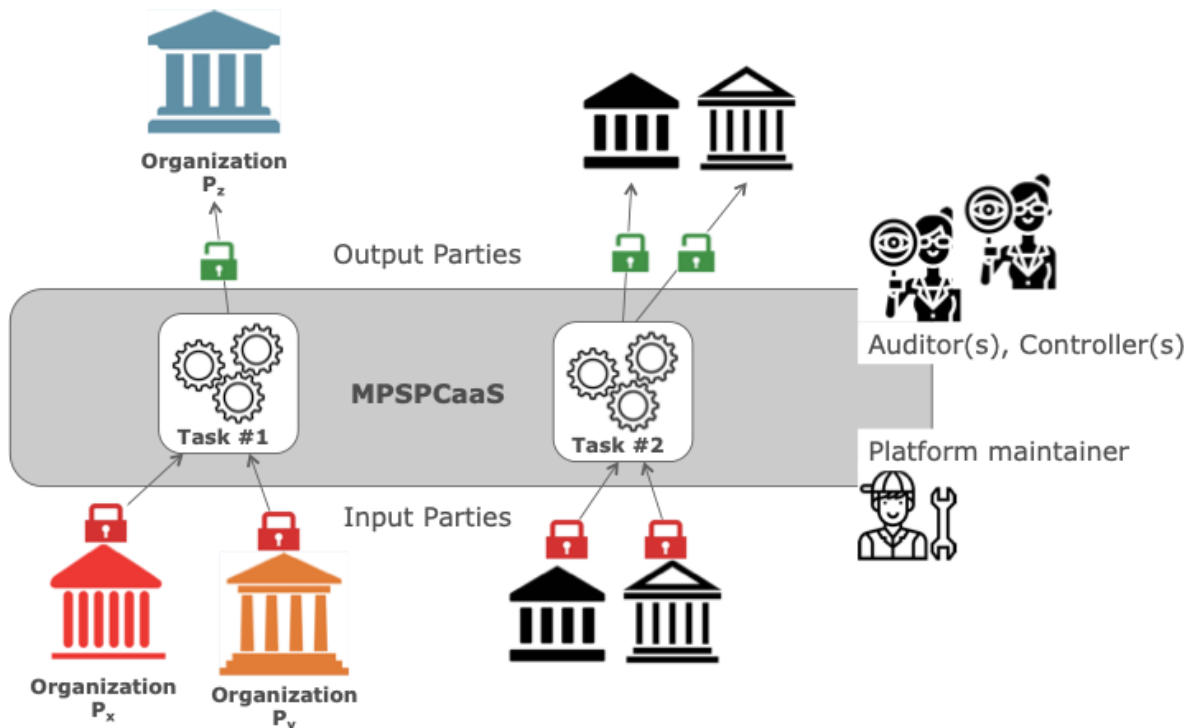 Organization
Pz
Output Parties
Auditor(s), Controller(s)
MPSPCaaS
Task #1
Task #2
Platform maintainer
Input Parties
Organization
Px
Organization
Py